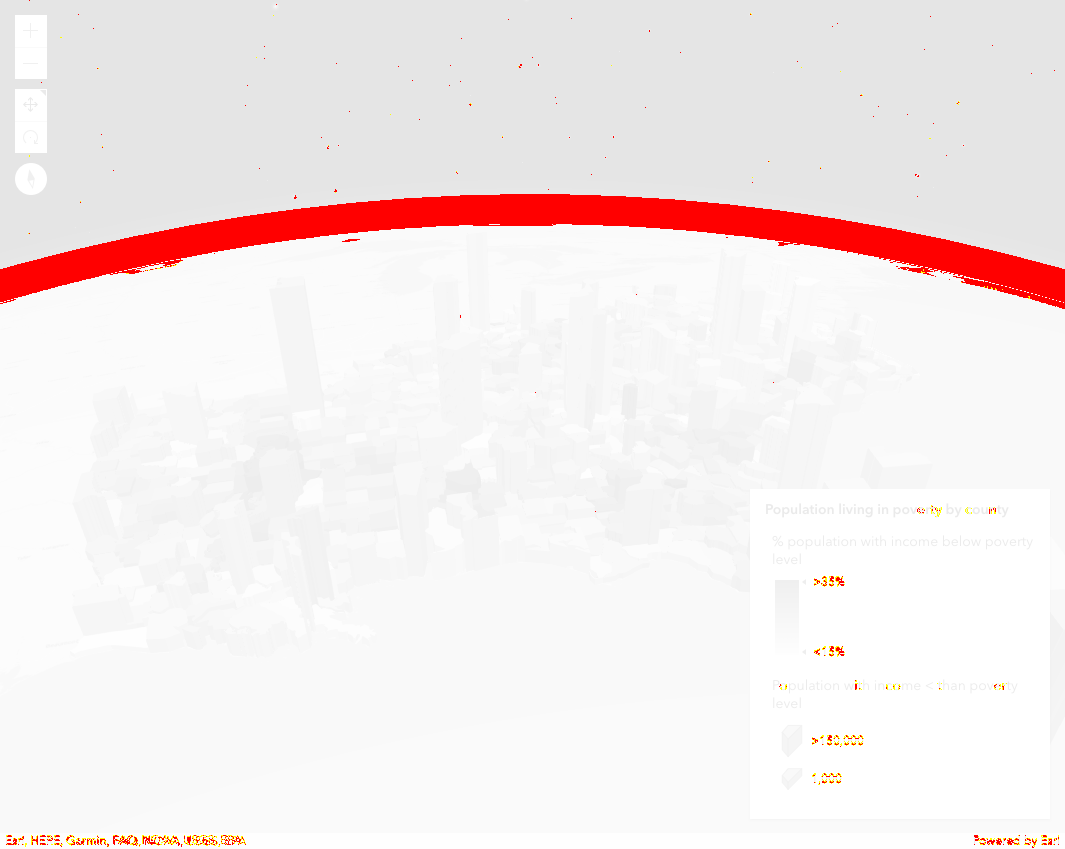 Population living in poverty by county
% population with income below poverty
level
>35%
<15%
Population with income < than poverty
level
>150,000
1,000
Esri, HERE, Garmin, FAO, NOAA, USGS, EPA
Powered by Esri